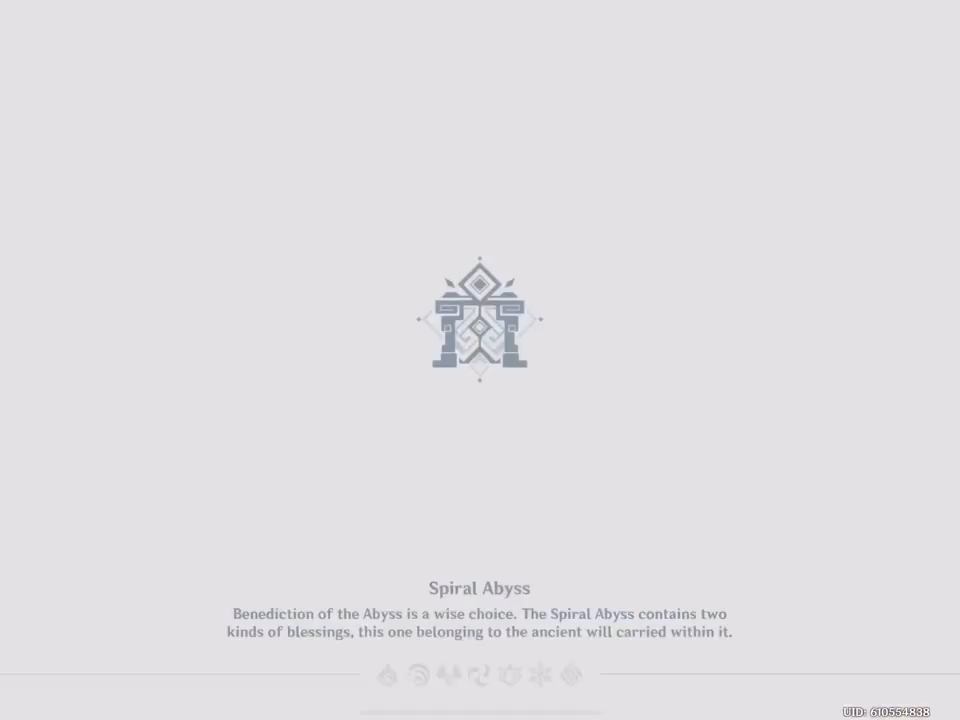 Spiral Abyss
Benediction of the Abyss is a wise choice. The Spiral Abyss contains two
kinds of blessings, this one belonging to the ancient will carried within it.
UID: 610554838